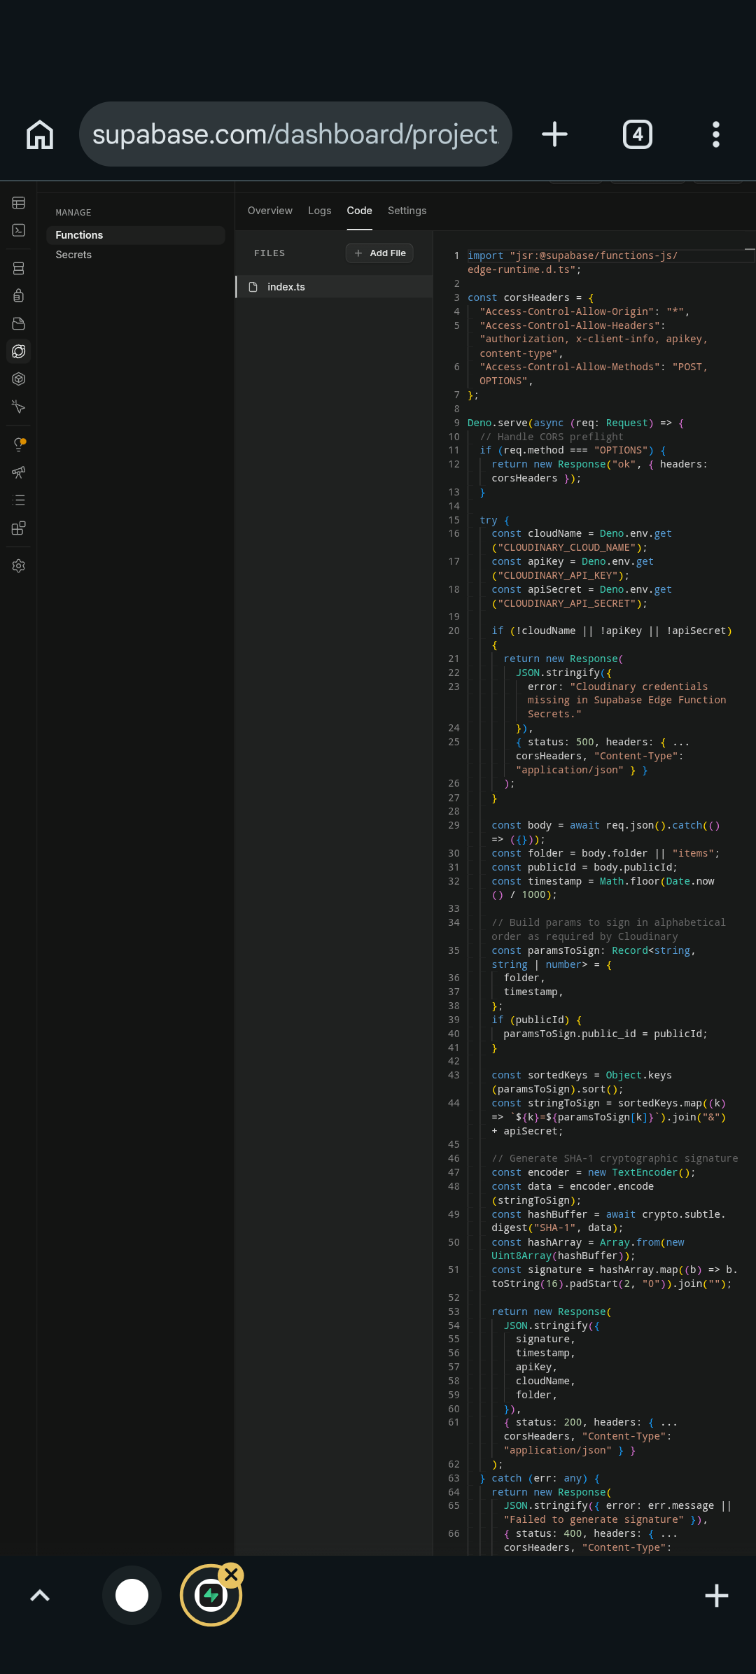 supabase.com/dashboard/project
4
MANAGE
Functions
Secrets
Overview Logs Code Settings
FILES
+ Add File
index.ts
1 import "jsr:@supabase/functions-js/
edge-runtime.d.ts";
2
3 const corsHeaders = {
4 "Access-Control-Allow-Origin": "*",
5 "Access-Control-Allow-Headers":
"authorization, x-client-info, apikey,
content-type",
6 "Access-Control-Allow-Methods": "POST,
OPTIONS",
7 };
8
9 Deno.serve(async (req: Request) => {
10 // Handle CORS preflight
11 if (req.method === "OPTIONS") {
12 return new Response("ok", { headers:
corsHeaders });
13 }
14
15 try {
16 const cloudName = Deno.env.get
("CLOUDINARY_CLOUD_NAME");
17 const apiKey = Deno.env.get
("CLOUDINARY_API_KEY");
18 const apiSecret = Deno.env.get
("CLOUDINARY_API_SECRET");
19
20 if (!cloudName || !apiKey || !apiSecret)
{
21 return new Response(
22 JSON.stringify({
23 error: "Cloudinary credentials
missing in Supabase Edge Function
Secrets."
24 }),
25 { status: 500, headers: { ...
corsHeaders, "Content-Type":
"application/json" } }
26 );
27 }
28
29 const body = await req.json().catch(()
=> ({}));
30 const folder = body.folder || "items";
31 const publicId = body.publicId;
32 const timestamp = Math.floor(Date.now
() / 1000);
33
34 // Build params to sign in alphabetical
order as required by Cloudinary
35 const paramsToSign: Record<string,
string | number> = {
36 folder,
37 timestamp,
38 };
39 if (publicId) {
40 paramsToSign.public_id = publicId;
41 }
42
43 const sortedKeys = Object.keys
(paramsToSign).sort();
44 const stringToSign = sortedKeys.map((k)
=> `${k}=${paramsToSign[k]}`).join("&")
+ apiSecret;
45
46 // Generate SHA-1 cryptographic signature
47 const encoder = new TextEncoder();
48 const data = encoder.encode
(stringToSign);
49 const hashBuffer = await crypto.subtle.
digest("SHA-1", data);
50 const hashArray = Array.from(new
Uint8Array(hashBuffer));
51 const signature = hashArray.map((b) => b.
toString(16).padStart(2, "0")).join("");
52
53 return new Response(
54 JSON.stringify({
55 signature,
56 timestamp,
57 apiKey,
58 cloudName,
59 folder,
60 }),
61 { status: 200, headers: { ...
corsHeaders, "Content-Type":
"application/json" } }
62 );
63 } catch (err: any) {
64 return new Response(
65 JSON.stringify({ error: err.message ||
"Failed to generate signature" }),
66 { status: 400, headers: { ...
corsHeaders, "Content-Type":